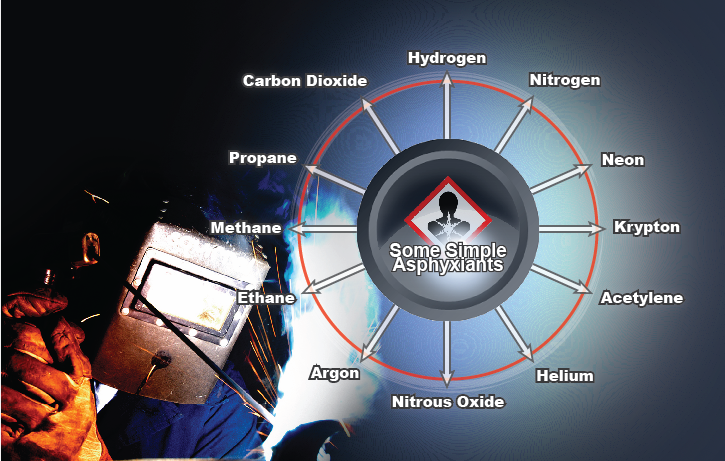 Hydrogen
Carbon Dioxide
Nitrogen
Propane
Neon
Methane
Krypton
Some Simple
Asphyxiants
Ethane
Acetylene
Argon
Helium
Nitrous Oxide